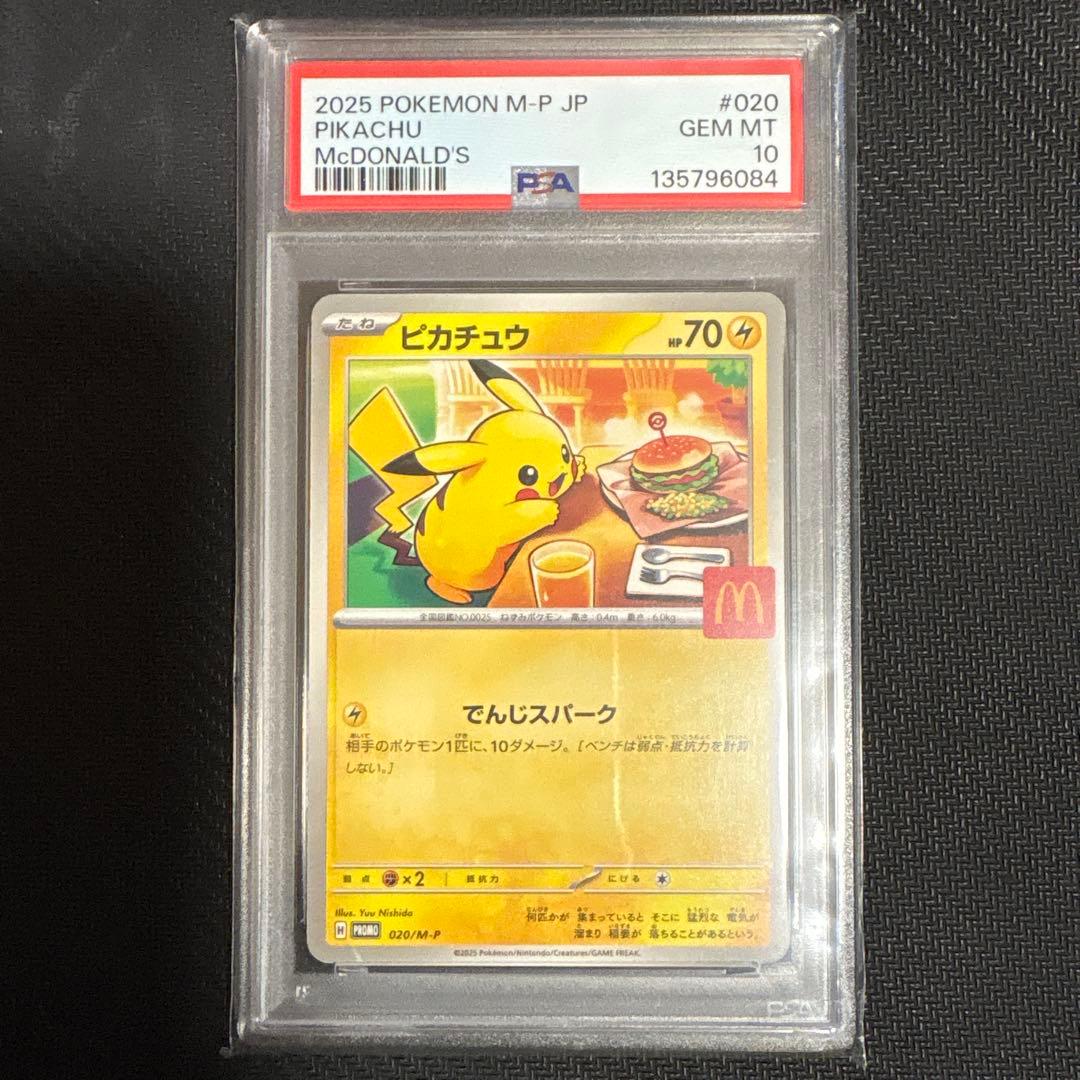 2025 POKEMON M-P JP #020
PIKACHU GEM MT
McDONALD'S 10
PSA 135796084
たね ピカチュウ HP70
全国図鑑NO.0025 ねずみポケモン 高さ:0.4m 重さ:6.0kg
でんじスパーク
相手のポケモン1匹に、10ダメージ。[ベンチは弱点・抵抗力を計算
しない。]
弱点 ×2 抵抗力 にげる
Illus. Yuu Nishida
何匹かが 集まっていると そこに 猛烈な 電気が
溜まり 稲妻が 落ちることがあるという。
H PROMO 020/M-P
©2025 Pokémon/Nintendo/Creatures/GAME FREAK.
PSA